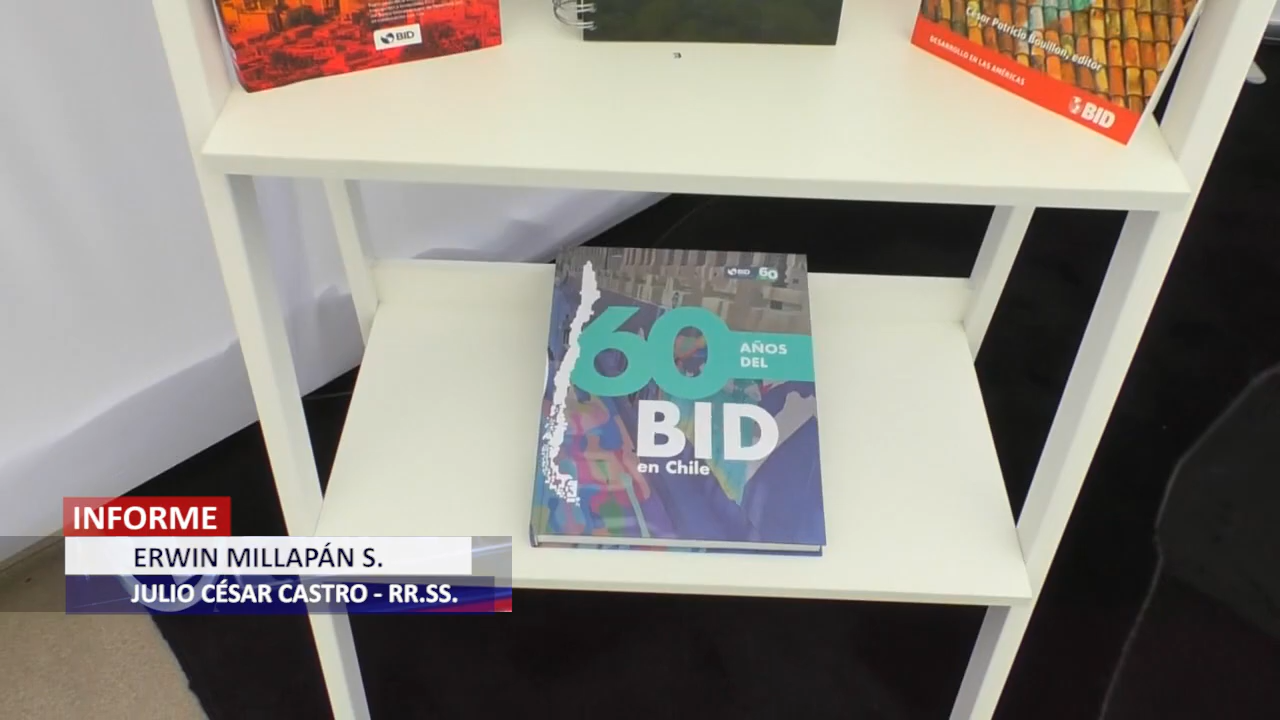 BID
3
César Patricio Bouillon, editor
DESARROLLO EN LAS AMÉRICAS
BID
BID 60
60
AÑOS
DEL
BID
en Chile
INFORME
ERWIN MILLAPÁN S.
JULIO CÉSAR CASTRO - RR.SS.